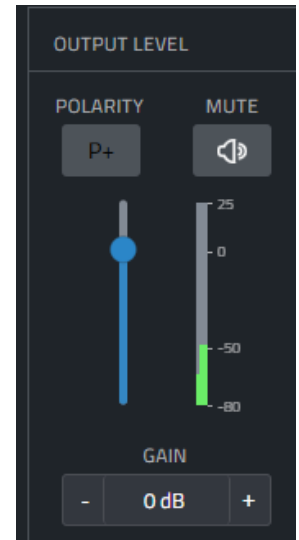 OUTPUT LEVEL
POLARITY MUTE
P+
25
0
-50
-80
GAIN
- 0 dB +